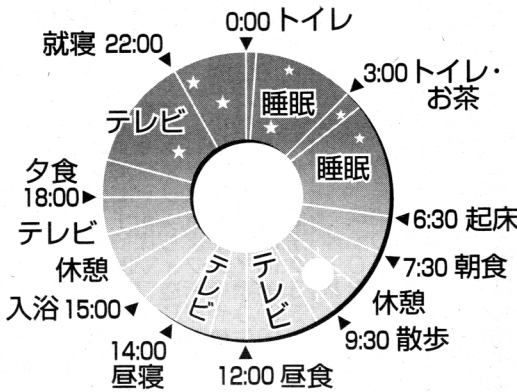 0:00 トイレ
3:00 トイレ・
お茶
睡眠
睡眠
6:30 起床
7:30 朝食
休憩
9:30 散歩
テレビ
12:00 昼食
テレビ
14:00
昼寝
入浴 15:00
休憩
テレビ
夕食
18:00
テレビ
就寝 22:00